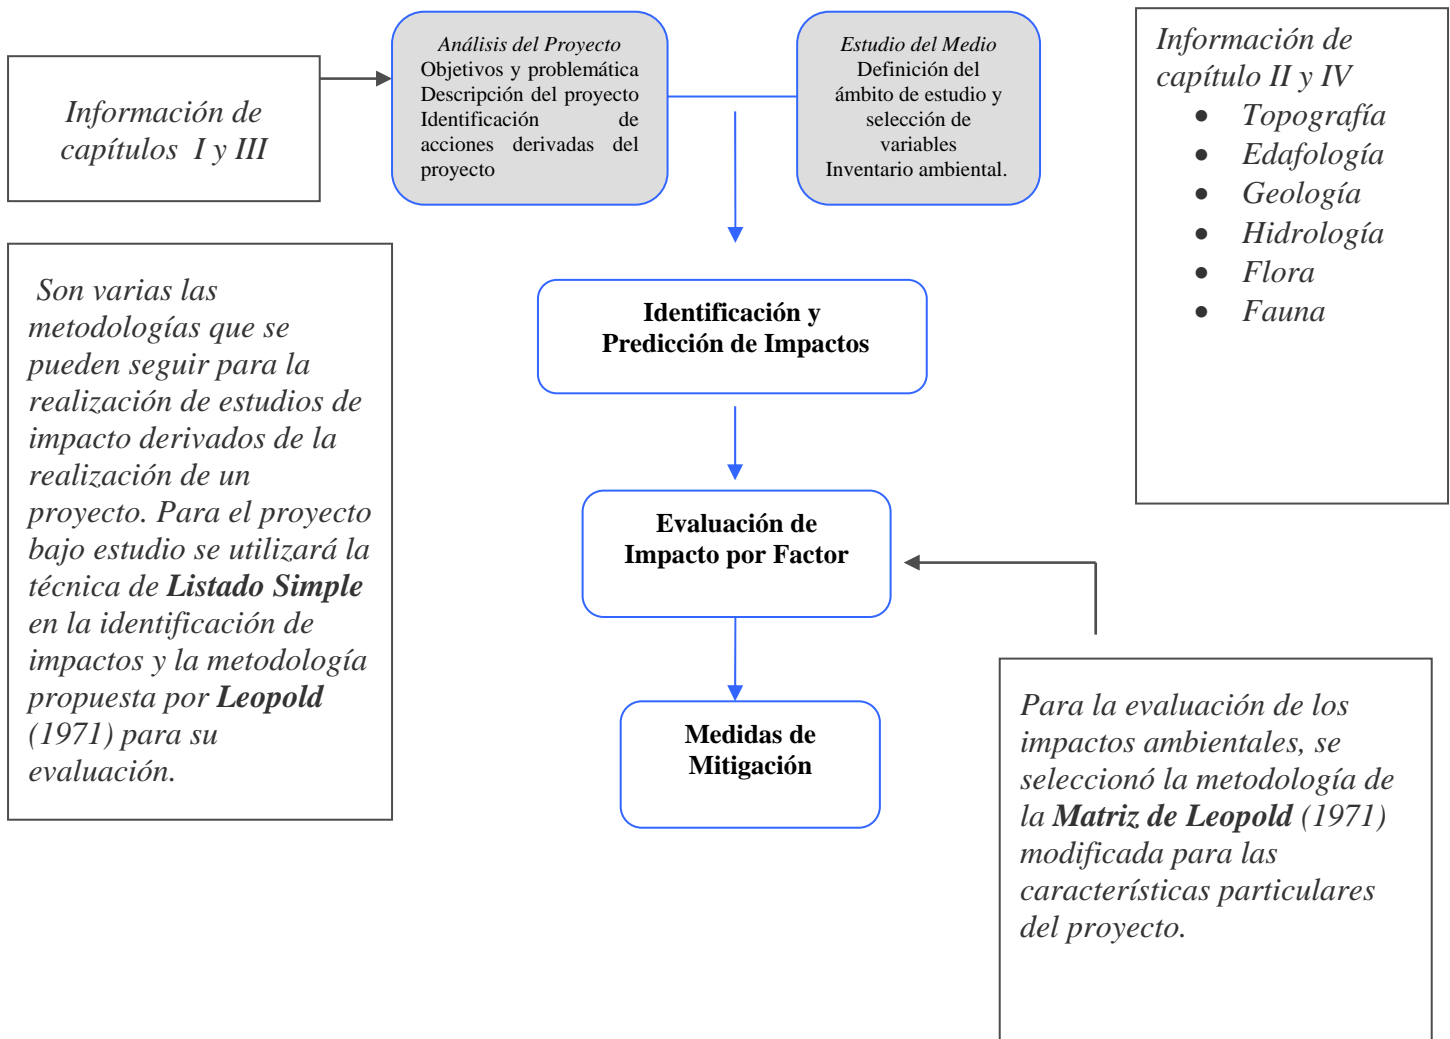 Información de
capítulos I y III
Análisis del Proyecto
Objetivos y problemática
Descripción del proyecto
Identificación de
acciones derivadas del
proyecto
Estudio del Medio
Definición del
ámbito de estudio y
selección de
variables
Inventario ambiental.
Información de
capítulo II y IV
• Topografía
• Edafología
• Geología
• Hidrología
• Flora
• Fauna
Son varias las
metodologías que se
pueden seguir para la
realización de estudios de
impacto derivados de la
realización de un
proyecto. Para el proyecto
bajo estudio se utilizará la
técnica de Listado Simple
en la identificación de
impactos y la metodología
propuesta por Leopold
(1971) para su
evaluación.
Identificación y
Predicción de Impactos
Evaluación de
Impacto por Factor
Medidas de
Mitigación
Para la evaluación de los
impactos ambientales, se
seleccionó la metodología de
la Matriz de Leopold (1971)
modificada para las
características particulares
del proyecto.